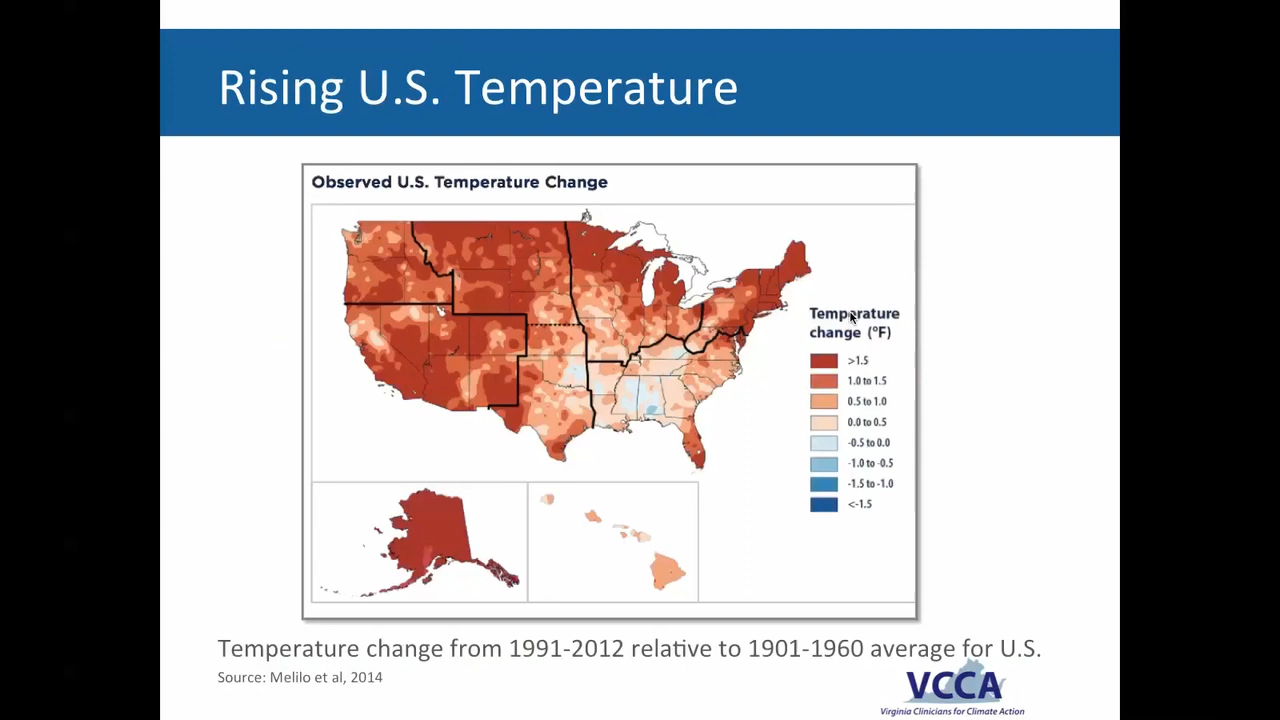 Rising U.S. Temperature
Observed U.S. Temperature Change
Temperature
change (°F)
>1.5
1.0 to 1.5
0.5 to 1.0
0.0 to 0.5
-0.5 to 0.0
-1.0 to -0.5
-1.5 to -1.0
<-1.5
Temperature change from 1991-2012 relative to 1901-1960 average for U.S.
Source: Melilo et al, 2014
VCCA
Virginia Clinicians for Climate Action